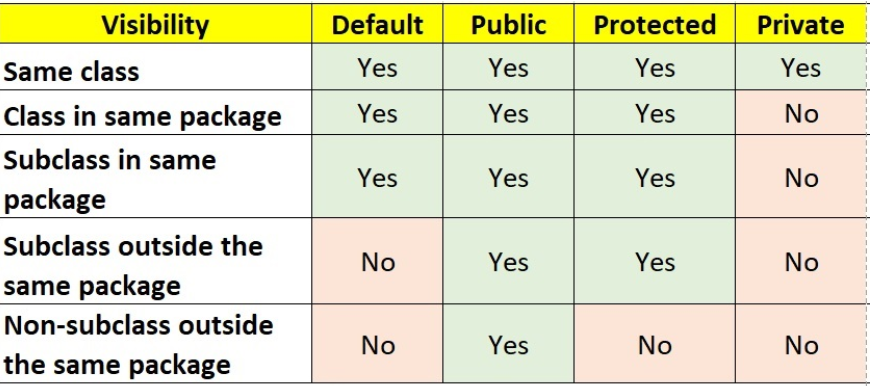 Visibility Default Public Protected Private
Same class Yes Yes Yes Yes
Class in same package Yes Yes Yes No
Subclass in same
package Yes Yes Yes No
Subclass outside the
same package No Yes Yes No
Non-subclass outside
the same package No Yes No No